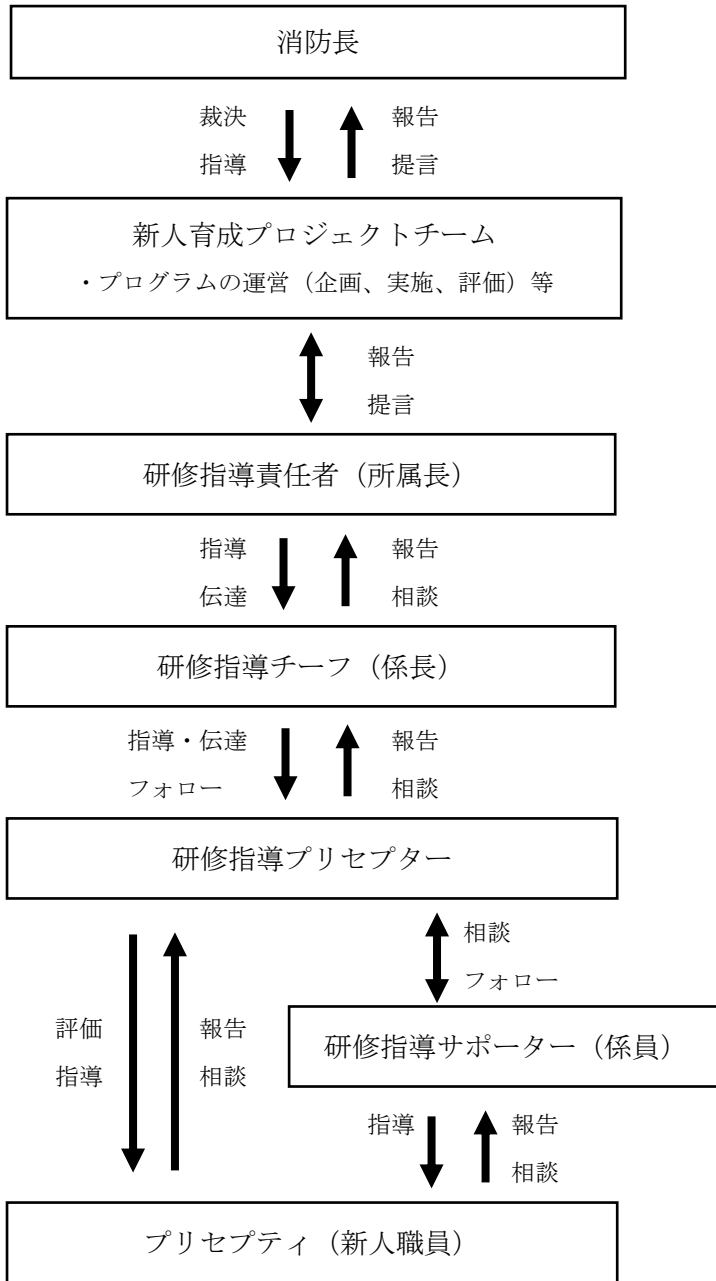 消防長
裁決
指導
報告
提言
新人育成プロジェクトチーム
・プログラムの運営（企画、実施、評価）等
報告
提言
研修指導責任者（所属長）
指導
伝達
報告
相談
研修指導チーフ（係長）
指導・伝達
フォロー
報告
相談
研修指導プリセプター
相談
フォロー
評価
指導
報告
相談
研修指導サポーター（係員）
指導
報告
相談
プリセプティ（新人職員）